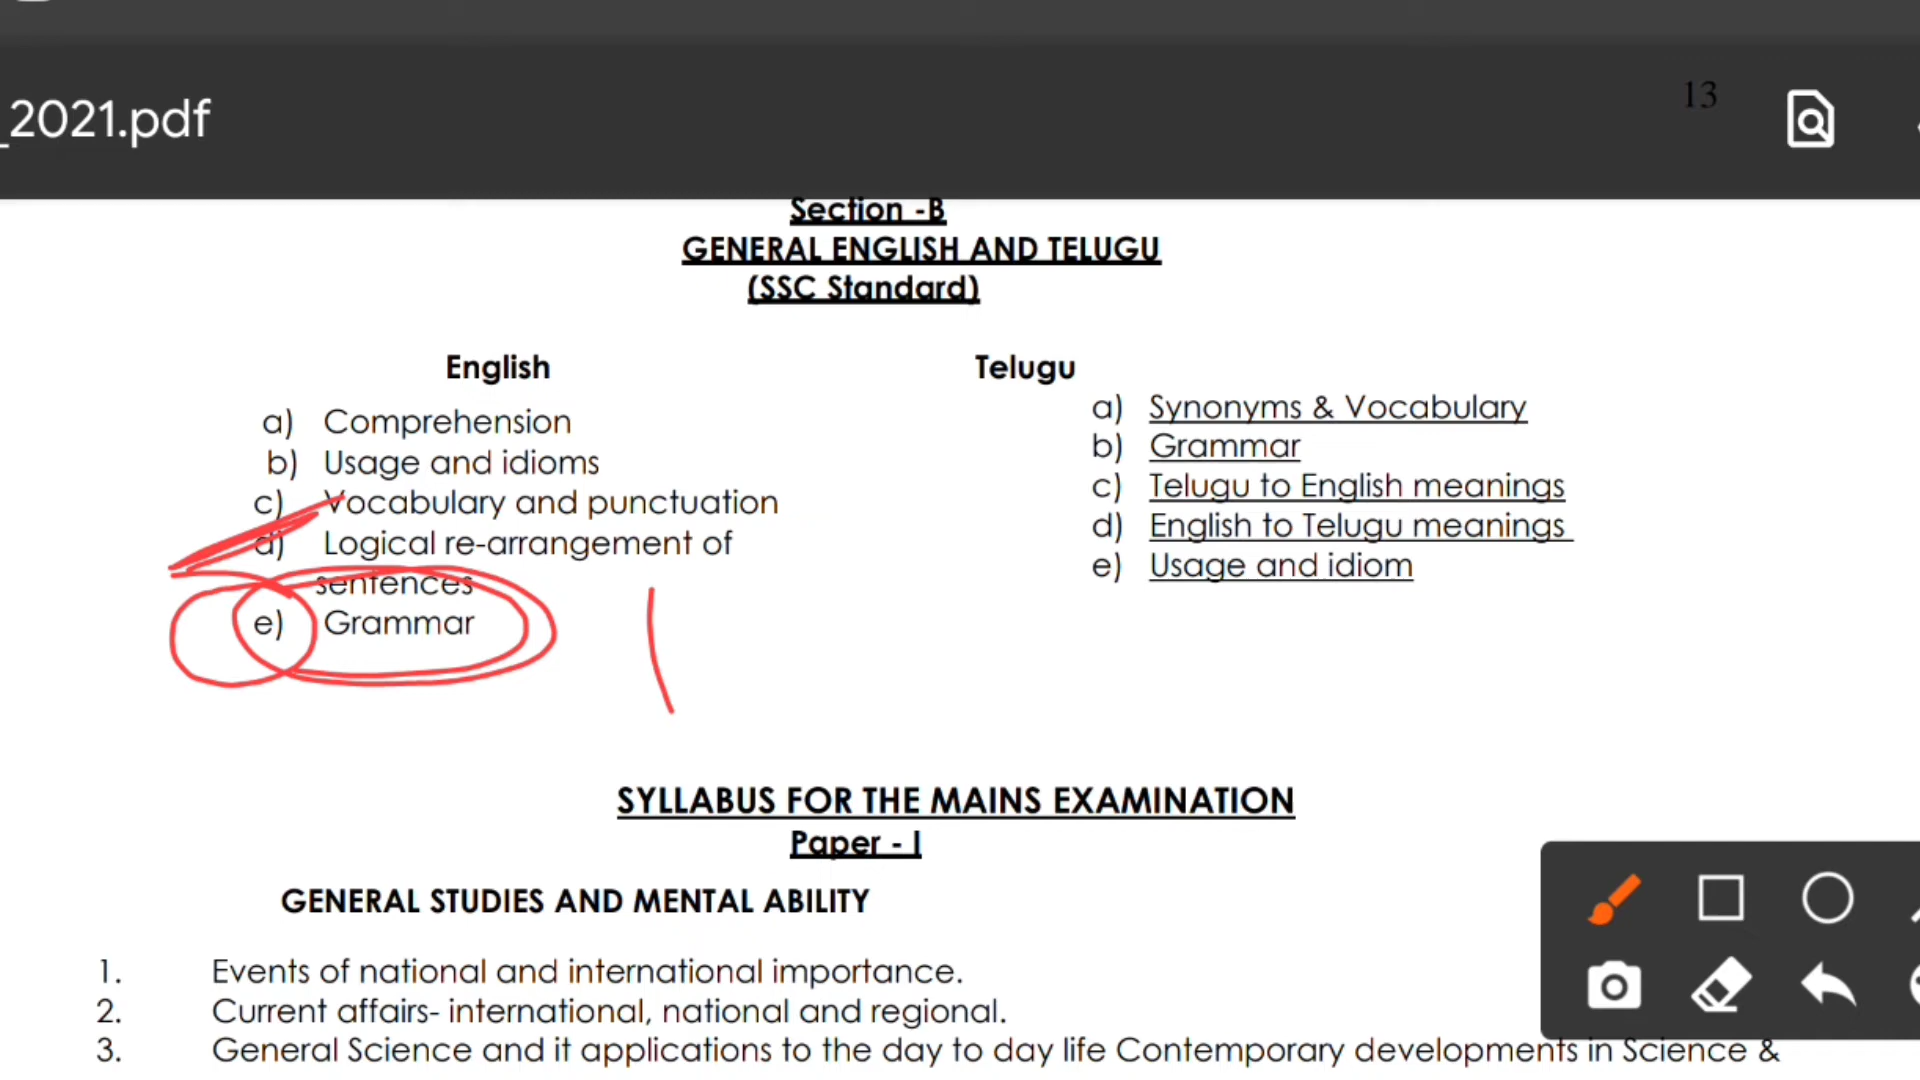 13
_2021.pdf
Section -B
GENERAL ENGLISH AND TELUGU
(SSC Standard)
English
a) Comprehension
b) Usage and idioms
c) Vocabulary and punctuation
d) Logical re-arrangement of
sentences
e) Grammar
Telugu
a) Synonyms & Vocabulary
b) Grammar
c) Telugu to English meanings
d) English to Telugu meanings
e) Usage and idiom
SYLLABUS FOR THE MAINS EXAMINATION
Paper - I
GENERAL STUDIES AND MENTAL ABILITY
1. Events of national and international importance.
2. Current affairs- international, national and regional.
3. General Science and it applications to the day to day life Contemporary developments in Science &